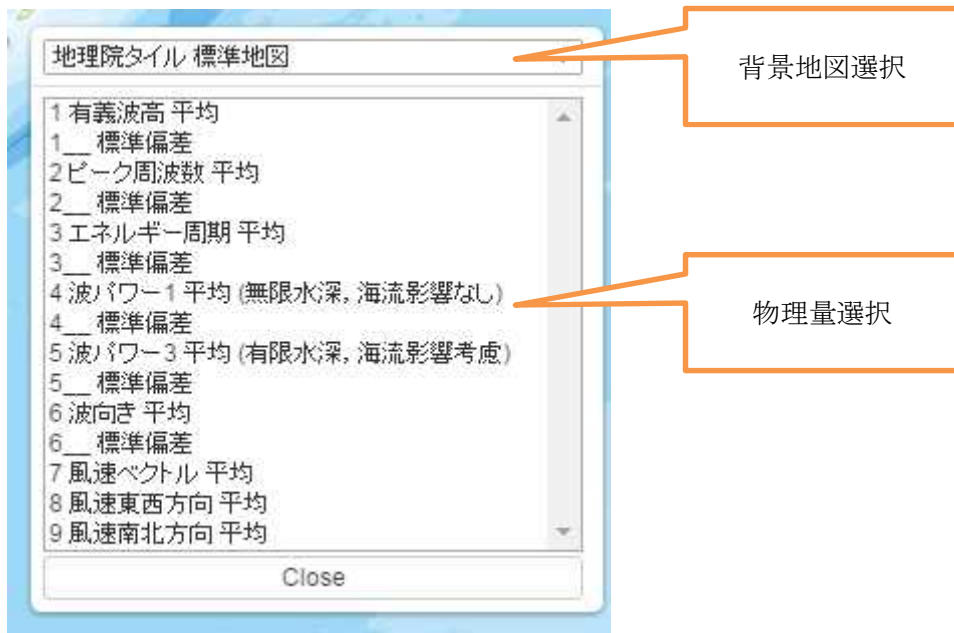 地理院タイル 標準地図
背景地図選択
1 有義波高 平均
1__ 標準偏差
2 ピーク周波数 平均
2__ 標準偏差
3 エネルギー周期 平均
3__ 標準偏差
4 波パワー1 平均 (無限水深, 海流影響なし)
4__ 標準偏差
5 波パワー3 平均 (有限水深, 海流影響考慮)
5__ 標準偏差
6 波向き 平均
6__ 標準偏差
7 風速ベクトル 平均
8 風速東西方向 平均
9 風速南北方向 平均
物理量選択
Close